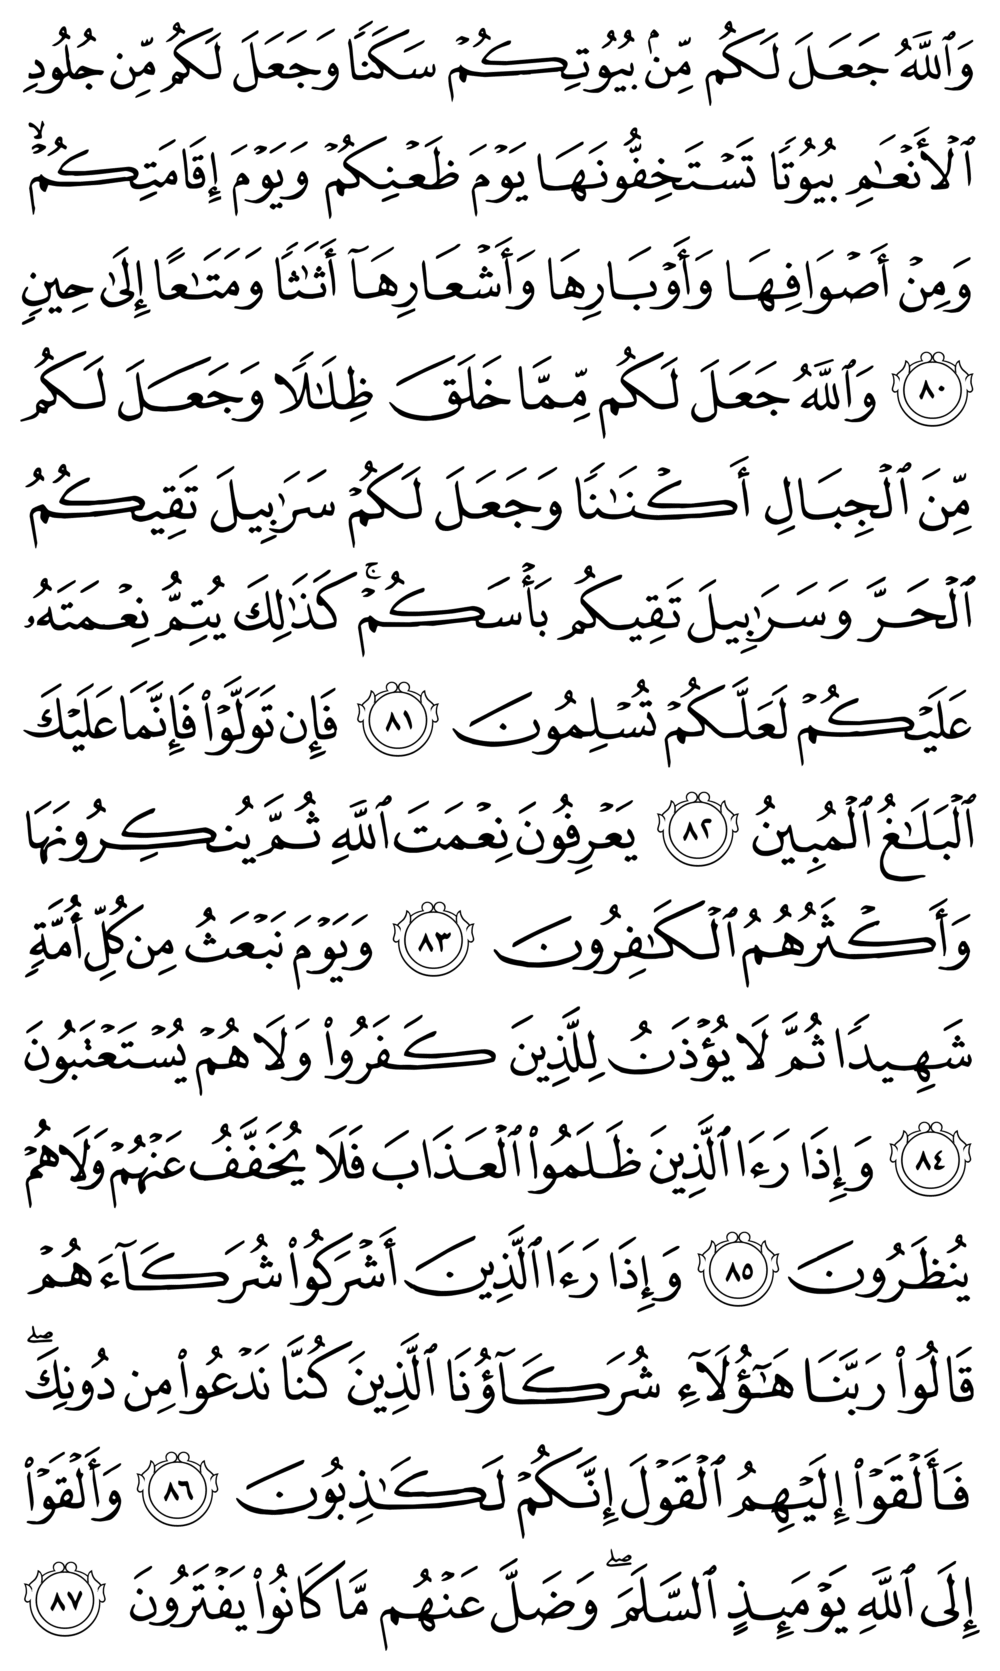 وَٱللَّهُ جَعَلَ لَكُم مِّنۢ بُيُوتِكُمْ سَكَنًا وَجَعَلَ لَكُم مِّن جُلُودِ
ٱلْأَنْعَـٰمِ بُيُوتًا تَسْتَخِفُّونَهَا يَوْمَ ظَعْنِكُمْ وَيَوْمَ إِقَامَتِكُمْ ۙ
وَمِنْ أَصْوَافِهَا وَأَوْبَارِهَا وَأَشْعَارِهَآ أَثَـٰثًا وَمَتَـٰعًا إِلَىٰ حِينٍ
٨٠ وَٱللَّهُ جَعَلَ لَكُم مِّمَّا خَلَقَ ظِلَـٰلًا وَجَعَلَ لَكُم
مِّنَ ٱلْجِبَالِ أَكْنَـٰنًا وَجَعَلَ لَكُمْ سَرَٰبِيلَ تَقِيكُمُ
ٱلْحَرَّ وَسَرَٰبِيلَ تَقِيكُم بَأْسَكُمْ ۚ كَذَٰلِكَ يُتِمُّ نِعْمَتَهُۥ
عَلَيْكُمْ لَعَلَّكُمْ تُسْلِمُونَ ٨١ فَإِن تَوَلَّوْا۟ فَإِنَّمَا عَلَيْكَ
ٱلْبَلَـٰغُ ٱلْمُبِينُ ٨٢ يَعْرِفُونَ نِعْمَتَ ٱللَّهِ ثُمَّ يُنكِرُونَهَا
وَأَكْثَرُهُمُ ٱلْكَـٰفِرُونَ ٨٣ وَيَوْمَ نَبْعَثُ مِن كُلِّ أُمَّةٍ
شَهِيدًا ثُمَّ لَا يُؤْذَنُ لِلَّذِينَ كَفَرُوا۟ وَلَا هُمْ يُسْتَعْتَبُونَ
٨٤ وَإِذَا رَءَا ٱلَّذِينَ ظَلَمُوا۟ ٱلْعَذَابَ فَلَا يُخَفَّفُ عَنْهُمْ وَلَا هُمْ
يُنظَرُونَ ٨٥ وَإِذَا رَءَا ٱلَّذِينَ أَشْرَكُوا۟ شُرَكَآءَهُمْ
قَالُوا۟ رَبَّنَا هَـٰٓؤُلَآءِ شُرَكَآؤُنَا ٱلَّذِينَ كُنَّا نَدْعُوا۟ مِن دُونِكَ ۖ
فَأَلْقَوْا۟ إِلَيْهِمُ ٱلْقَوْلَ إِنَّكُمْ لَكَـٰذِبُونَ ٨٦ وَأَلْقَوْا۟
إِلَى ٱللَّهِ يَوْمَئِذٍ ٱلسَّلَمَ ۖ وَضَلَّ عَنْهُم مَّا كَانُوا۟ يَفْتَرُونَ ٨٧